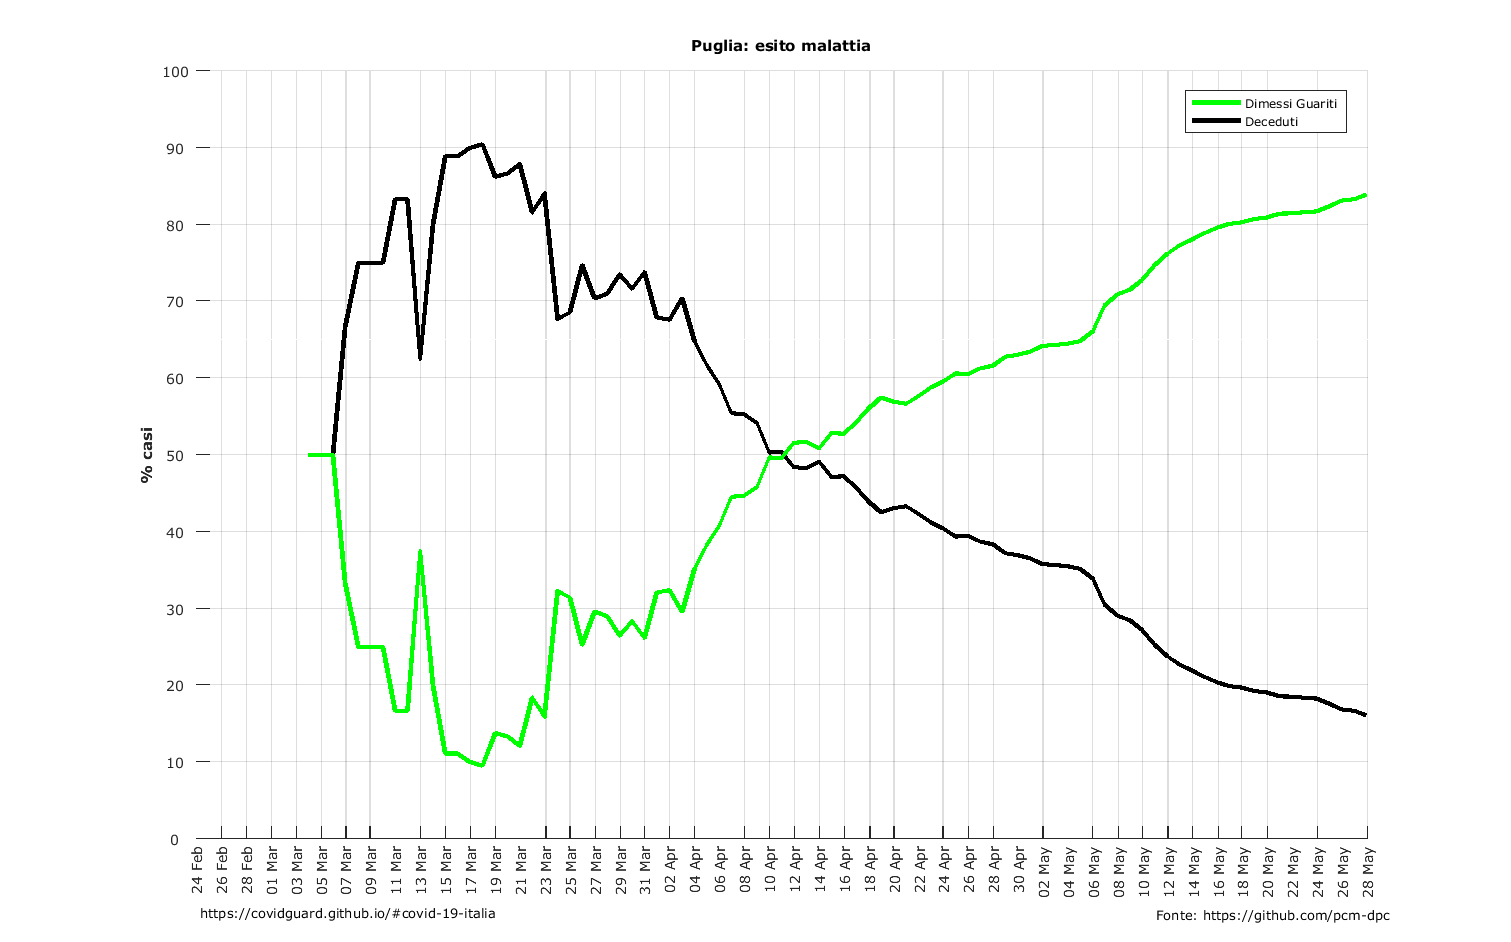 Puglia: esito malattia
100
90
80
70
60
50
40
30
20
10
0
% casi
Dimessi Guariti
Deceduti
24 Feb
26 Feb
28 Feb
01 Mar
03 Mar
05 Mar
07 Mar
09 Mar
11 Mar
13 Mar
15 Mar
17 Mar
19 Mar
21 Mar
23 Mar
25 Mar
27 Mar
29 Mar
31 Mar
02 Apr
04 Apr
06 Apr
08 Apr
10 Apr
12 Apr
14 Apr
16 Apr
18 Apr
20 Apr
22 Apr
24 Apr
26 Apr
28 Apr
30 Apr
02 May
04 May
06 May
08 May
10 May
12 May
14 May
16 May
18 May
20 May
22 May
24 May
26 May
28 May
https://covidguard.github.io/#covid-19-italia
Fonte: https://github.com/pcm-dpc